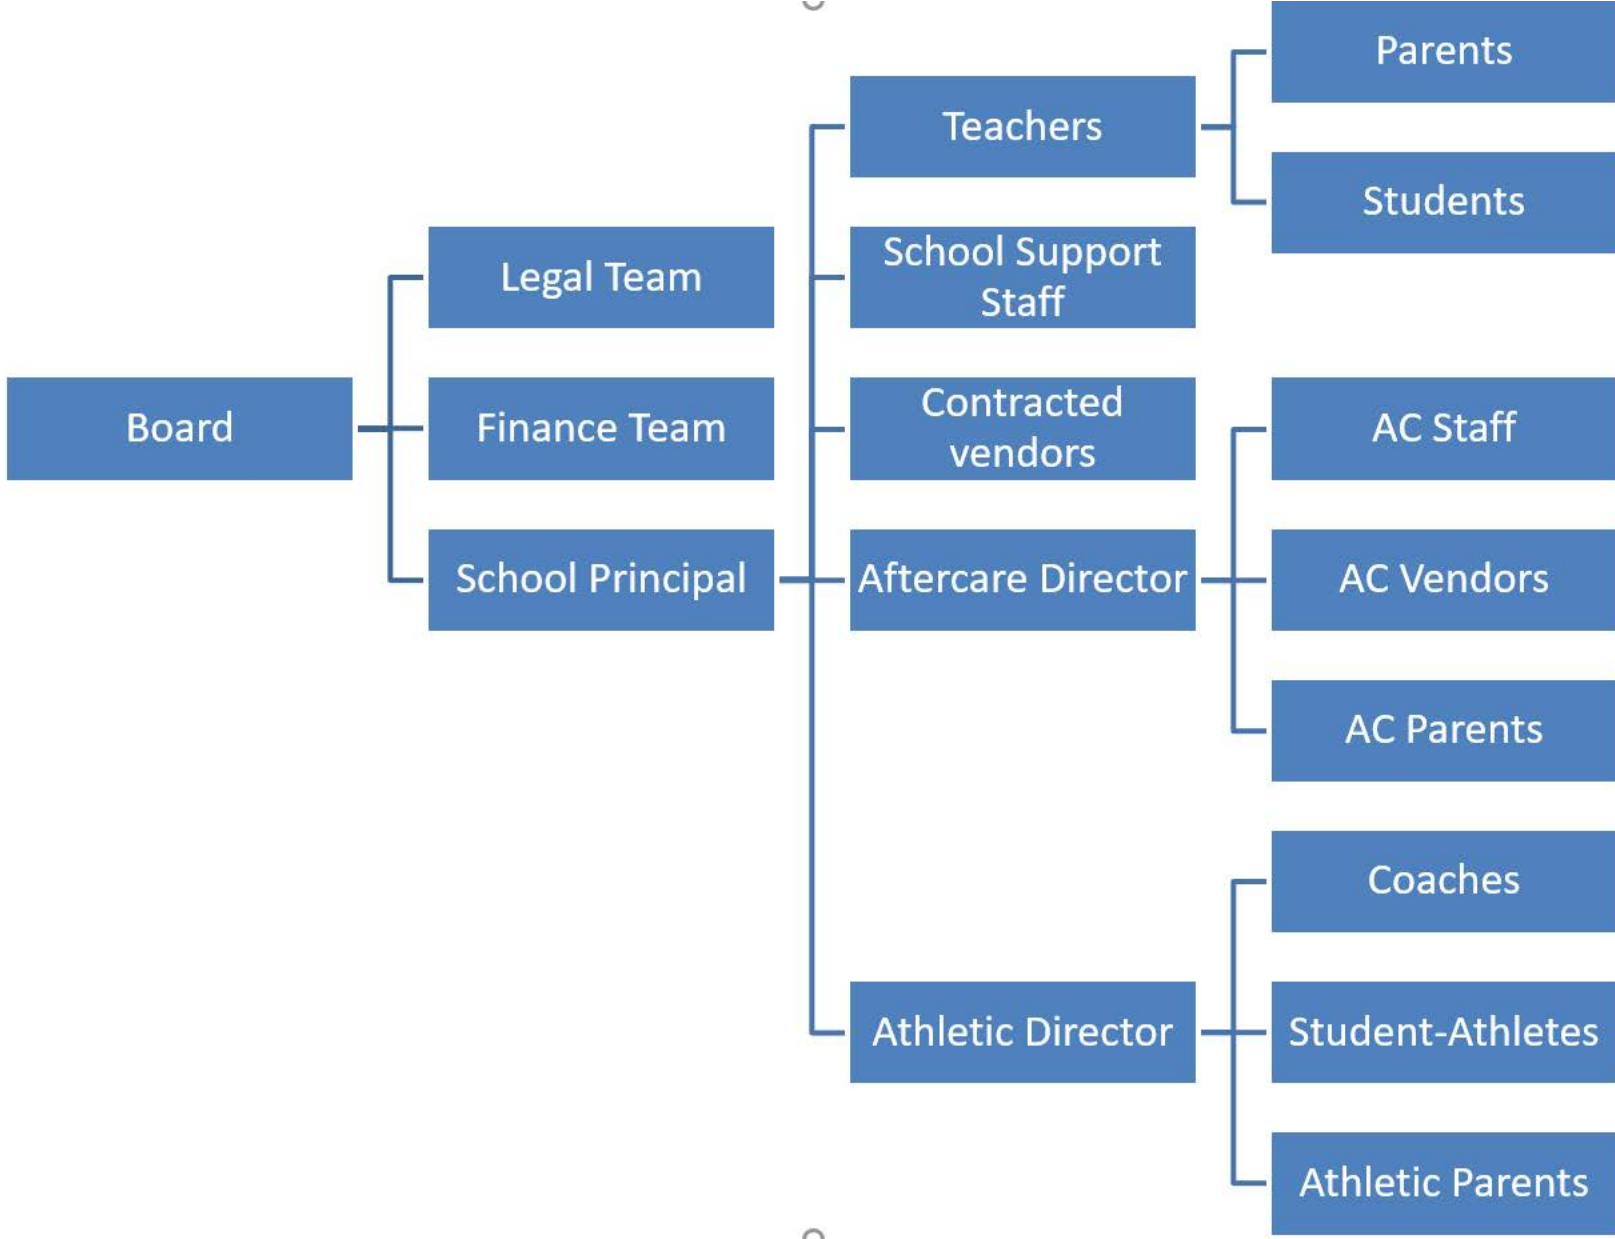 Board
Legal Team
Finance Team
School Principal
Teachers
School Support
Staff
Contracted
vendors
Aftercare Director
Athletic Director
Parents
Students
AC Staff
AC Vendors
AC Parents
Coaches
Student-Athletes
Athletic Parents